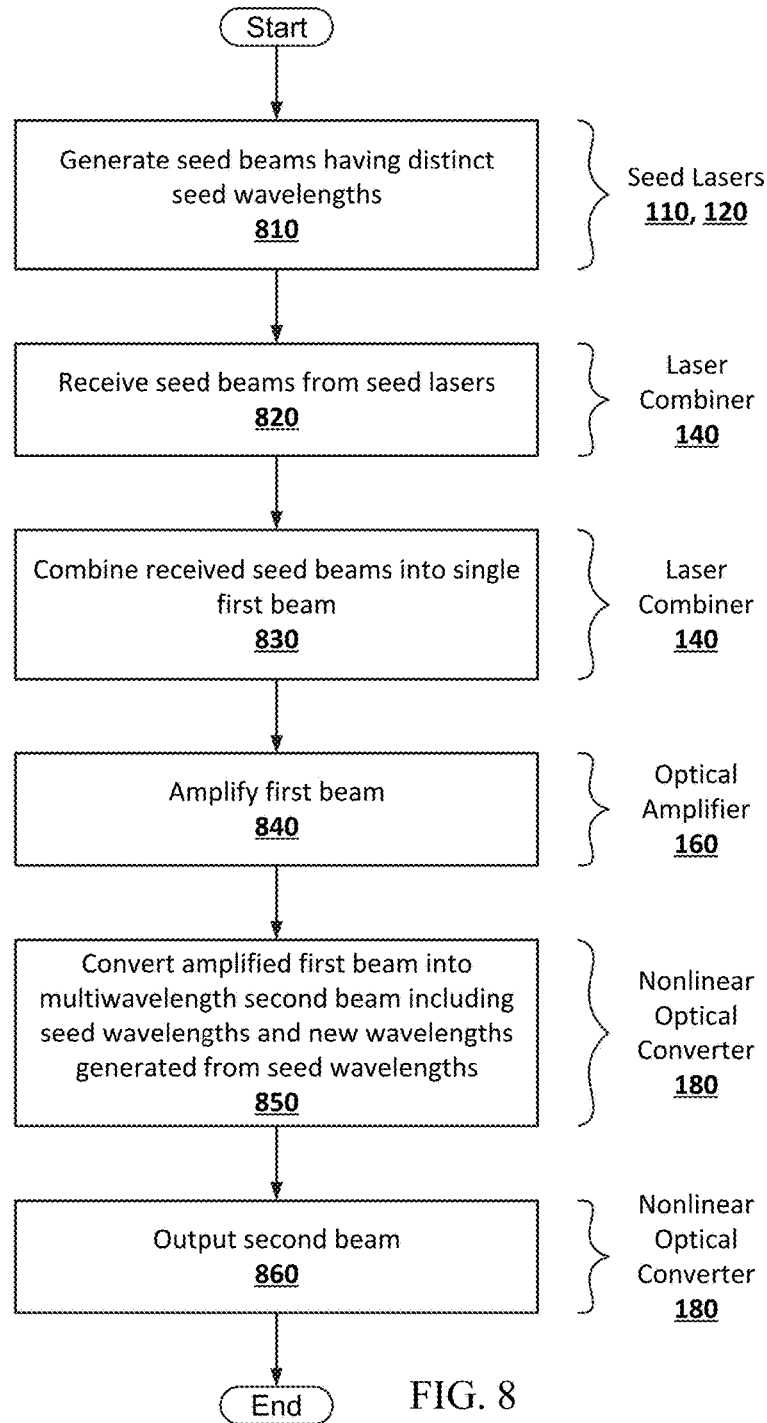 Start
Generate seed beams having distinct
seed wavelengths
810
Seed Lasers
110, 120
Receive seed beams from seed lasers
820
Laser
Combiner
140
Combine received seed beams into single
first beam
830
Laser
Combiner
140
Amplify first beam
840
Optical
Amplifier
160
Convert amplified first beam into
multiwavelength second beam including
seed wavelengths and new wavelengths
generated from seed wavelengths
850
Nonlinear
Optical
Converter
180
Output second beam
860
Nonlinear
Optical
Converter
180
End
FIG. 8